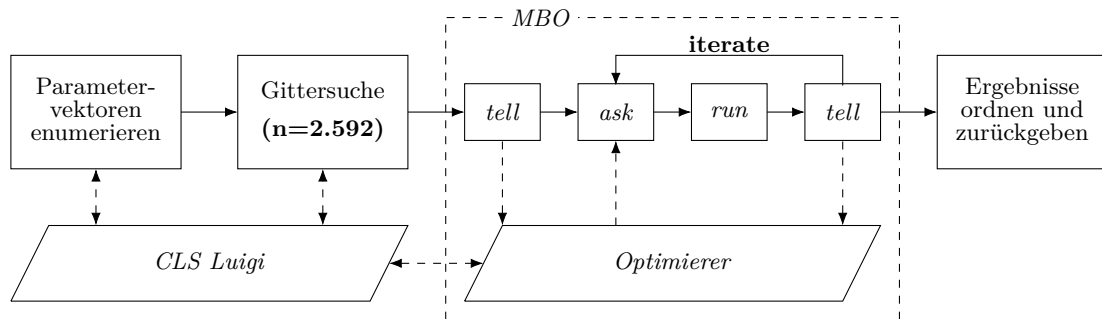 MBO
iterate
Parameter-
vektoren
enumerieren
Gittersuche
(n=2.592)
tell
ask
run
tell
Ergebnisse
ordnen und
zurückgeben
CLS Luigi
Optimierer